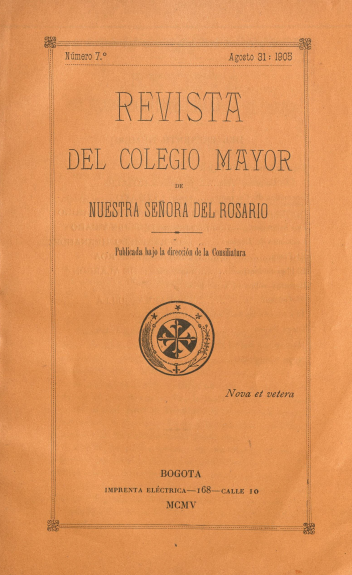 Número 7.º Agosto 31: 1905
REVISTA
DEL COLEGIO MAYOR
DE
NUESTRA SEÑORA DEL ROSARIO
Publicada bajo la dirección de la Consiliatura
Nova et vetera
BOGOTA
IMPRENTA ELÉCTRICA—168—CALLE 10
MCMV